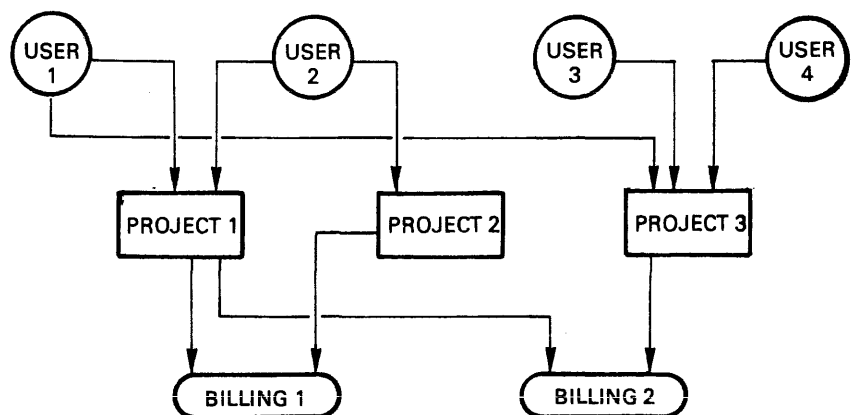 USER
1
USER
2
USER
3
USER
4
PROJECT 1
PROJECT 2
PROJECT 3
BILLING 1
BILLING 2